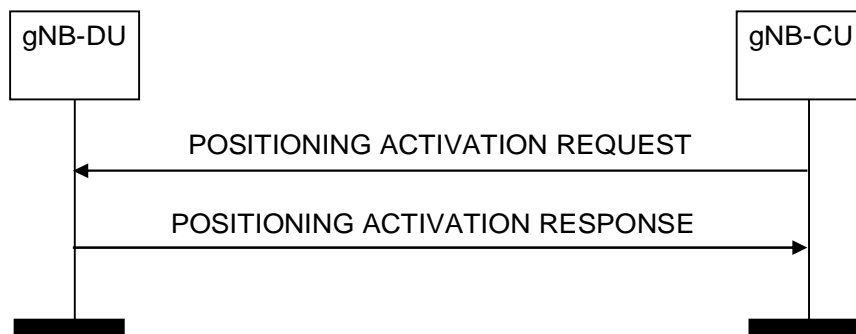 gNB-DU
gNB-CU
POSITIONING ACTIVATION REQUEST
POSITIONING ACTIVATION RESPONSE